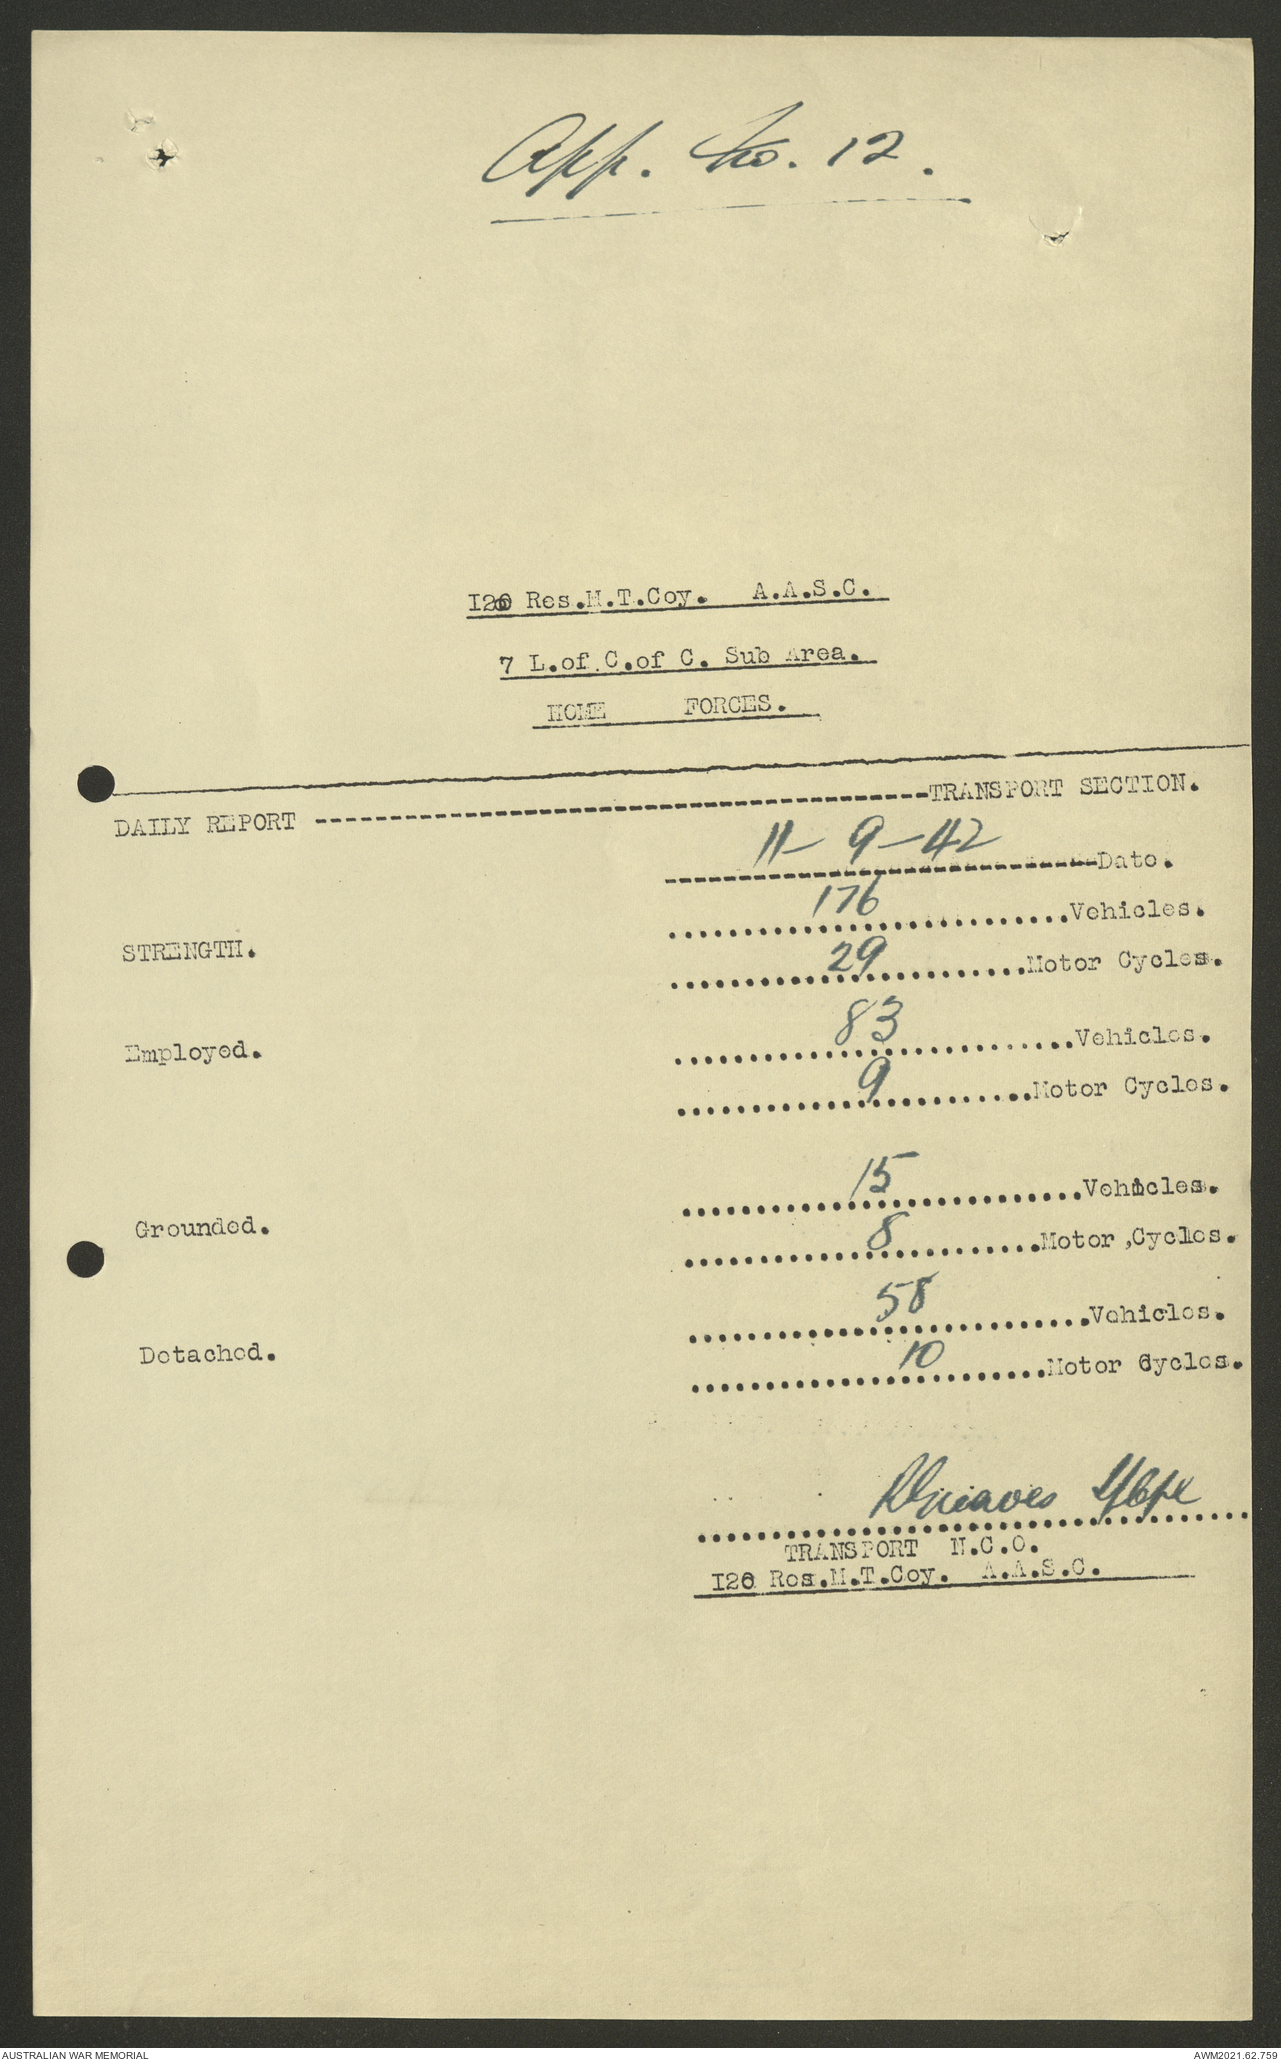 App. No. 12.
126 Res.M.T.Coy. A.A.S.C.
7 L.of C.of C. Sub Area.
HOME FORCES.
DAILY REPORT ------------------------------------------TRANSPORT SECTION.
11-9-42 ------------------------------Date.
STRENGTH. 176 ...........................Vehicles.
29 ........................Motor Cycles.
Employed. 83 ...........................Vehicles.
9 ........................Motor Cycles.
Grounded. 15 ...........................Vehicles.
8 ........................Motor Cycles.
Detached. 58 ...........................Vehicles.
10 ........................Motor Cycles.
.....................................
TRANSPORT N.C.O.
126 Res.M.T.Coy. A.A.S.C.
AUSTRALIAN WAR MEMORIAL
AWM2021.62.759